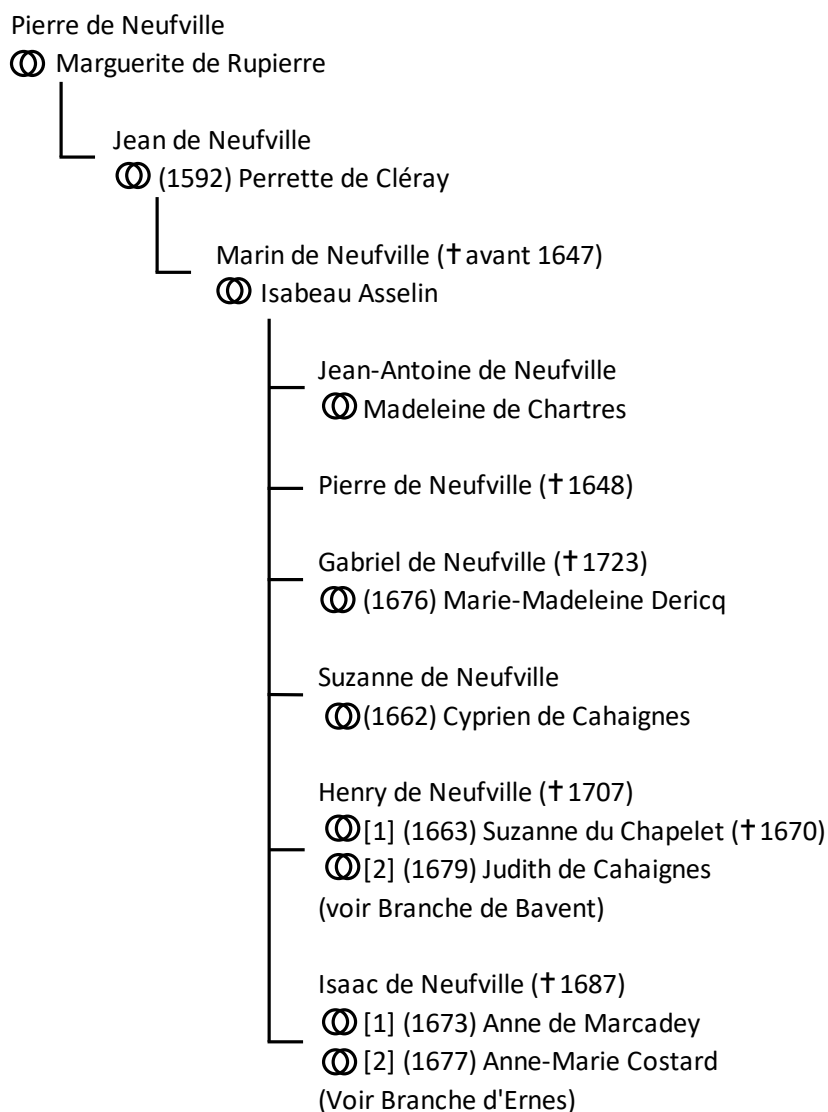 Pierre de Neufville
Marguerite de Rupierre
Jean de Neufville
(1592) Perrette de Cléray
Marin de Neufville (✝avant 1647)
Isabeau Asselin
Jean-Antoine de Neufville
Madeleine de Chartres
Pierre de Neufville (✝1648)
Gabriel de Neufville (✝1723)
(1676) Marie-Madeleine Dericq
Suzanne de Neufville
(1662) Cyprien de Cahaignes
Henry de Neufville (✝1707)
[1] (1663) Suzanne du Chapelet (✝1670)
[2] (1679) Judith de Cahaignes
(voir Branche de Bavent)
Isaac de Neufville (✝1687)
[1] (1673) Anne de Marcadey
[2] (1677) Anne-Marie Costard
(Voir Branche d'Ernes)